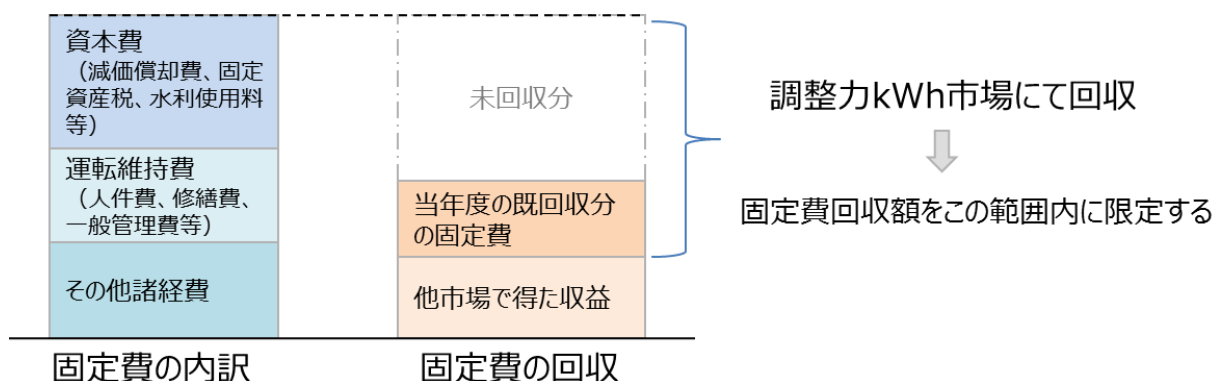 資本費
（減価償却費、固定
資産税、水利使用料
等）
運転維持費
（人件費、修繕費、
一般管理費等）
その他諸経費
固定費の内訳
未回収分
当年度の既回収分
の固定費
他市場で得た収益
固定費の回収
調整力kWh市場にて回収
固定費回収額をこの範囲内に限定する